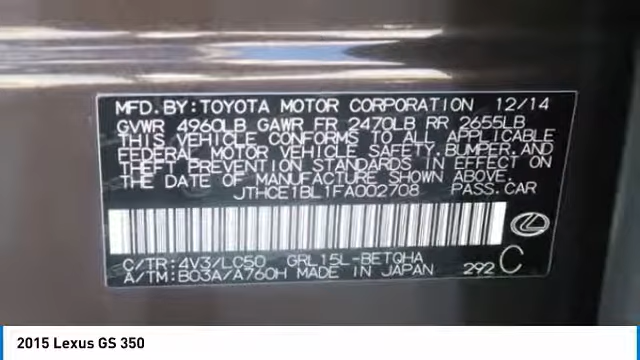 MFD. BY: TOYOTA MOTOR CORPORATION 12/14
GVWR 4960LB GAWR FR 2470LB RR 2655LB
THIS VEHICLE CONFORMS TO ALL APPLICABLE
FEDERAL MOTOR VEHICLE SAFETY, BUMPER, AND
THEFT PREVENTION STANDARDS IN EFFECT ON
THE DATE OF MANUFACTURE SHOWN ABOVE.
JTHCE1BL1FA002708 PASS. CAR
C/TR: 4V3/LC50 GRL15L-BETQHA
A/TM: B03A/A760H MADE IN JAPAN 292 C
2015 Lexus GS 350